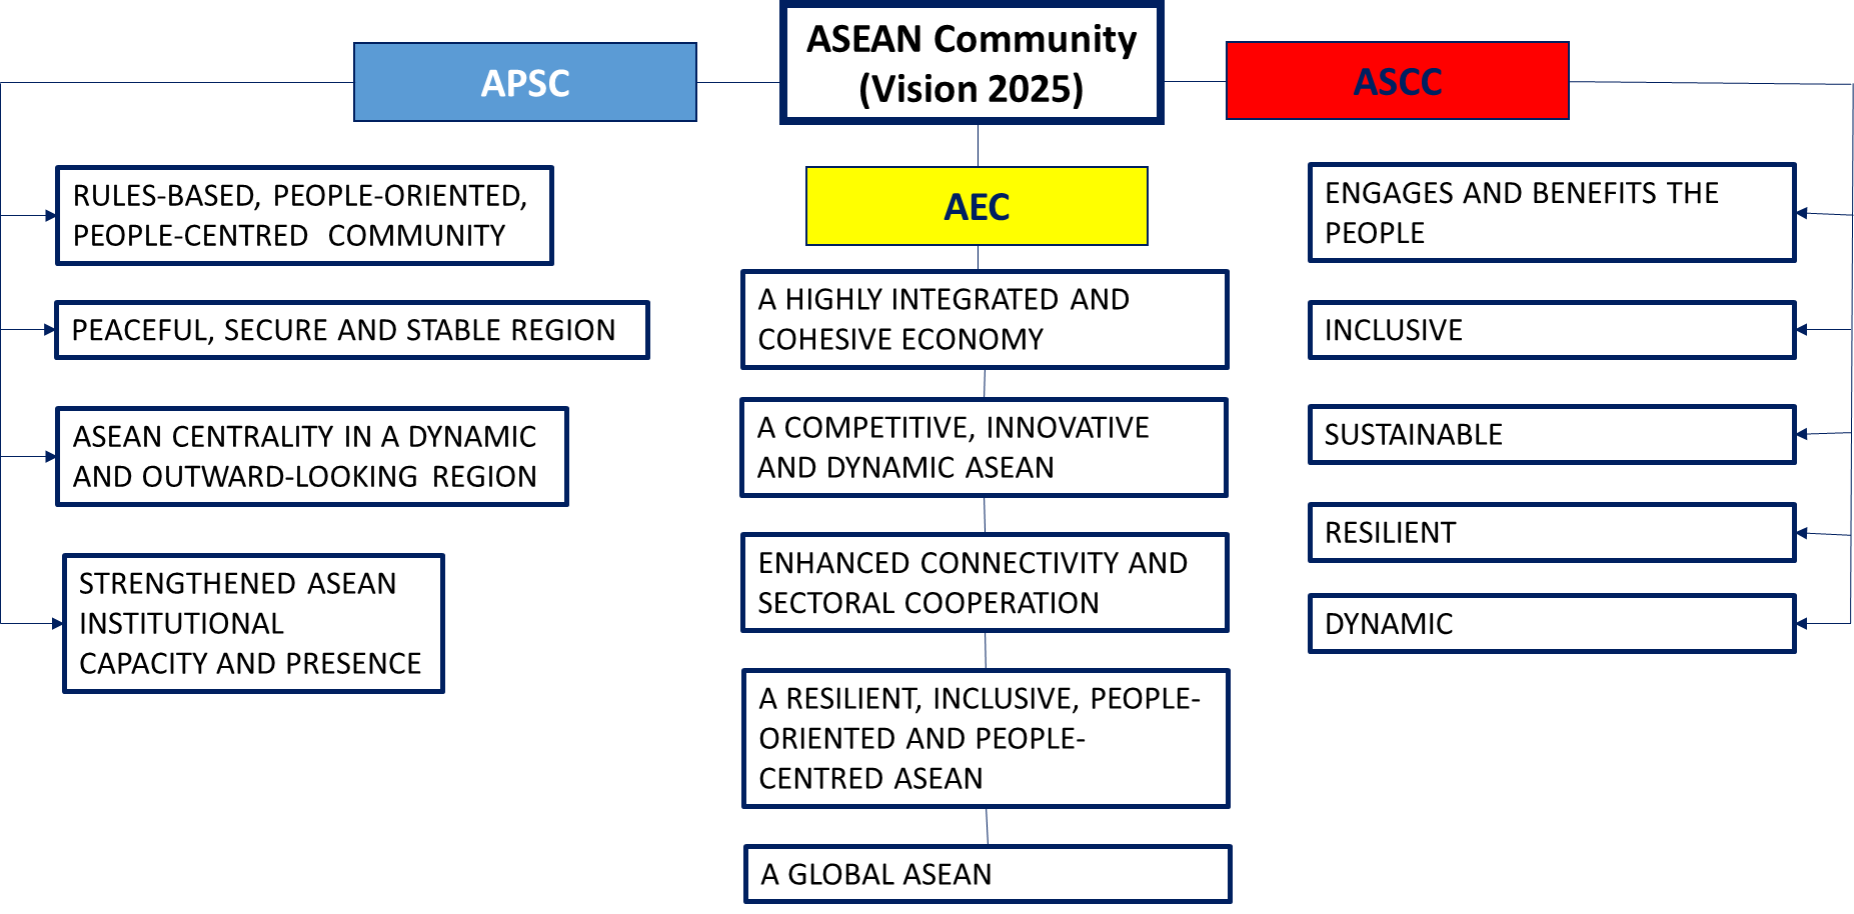 ASEAN Community
(Vision 2025)
APSC
RULES-BASED, PEOPLE-ORIENTED,
PEOPLE-CENTRED COMMUNITY
PEACEFUL, SECURE AND STABLE REGION
ASEAN CENTRALITY IN A DYNAMIC
AND OUTWARD-LOOKING REGION
STRENGTHENED ASEAN
INSTITUTIONAL
CAPACITY AND PRESENCE
AEC
A HIGHLY INTEGRATED AND
COHESIVE ECONOMY
A COMPETITIVE, INNOVATIVE
AND DYNAMIC ASEAN
ENHANCED CONNECTIVITY AND
SECTORAL COOPERATION
A RESILIENT, INCLUSIVE, PEOPLE-
ORIENTED AND PEOPLE-
CENTRED ASEAN
A GLOBAL ASEAN
ASCC
ENGAGES AND BENEFITS THE
PEOPLE
INCLUSIVE
SUSTAINABLE
RESILIENT
DYNAMIC